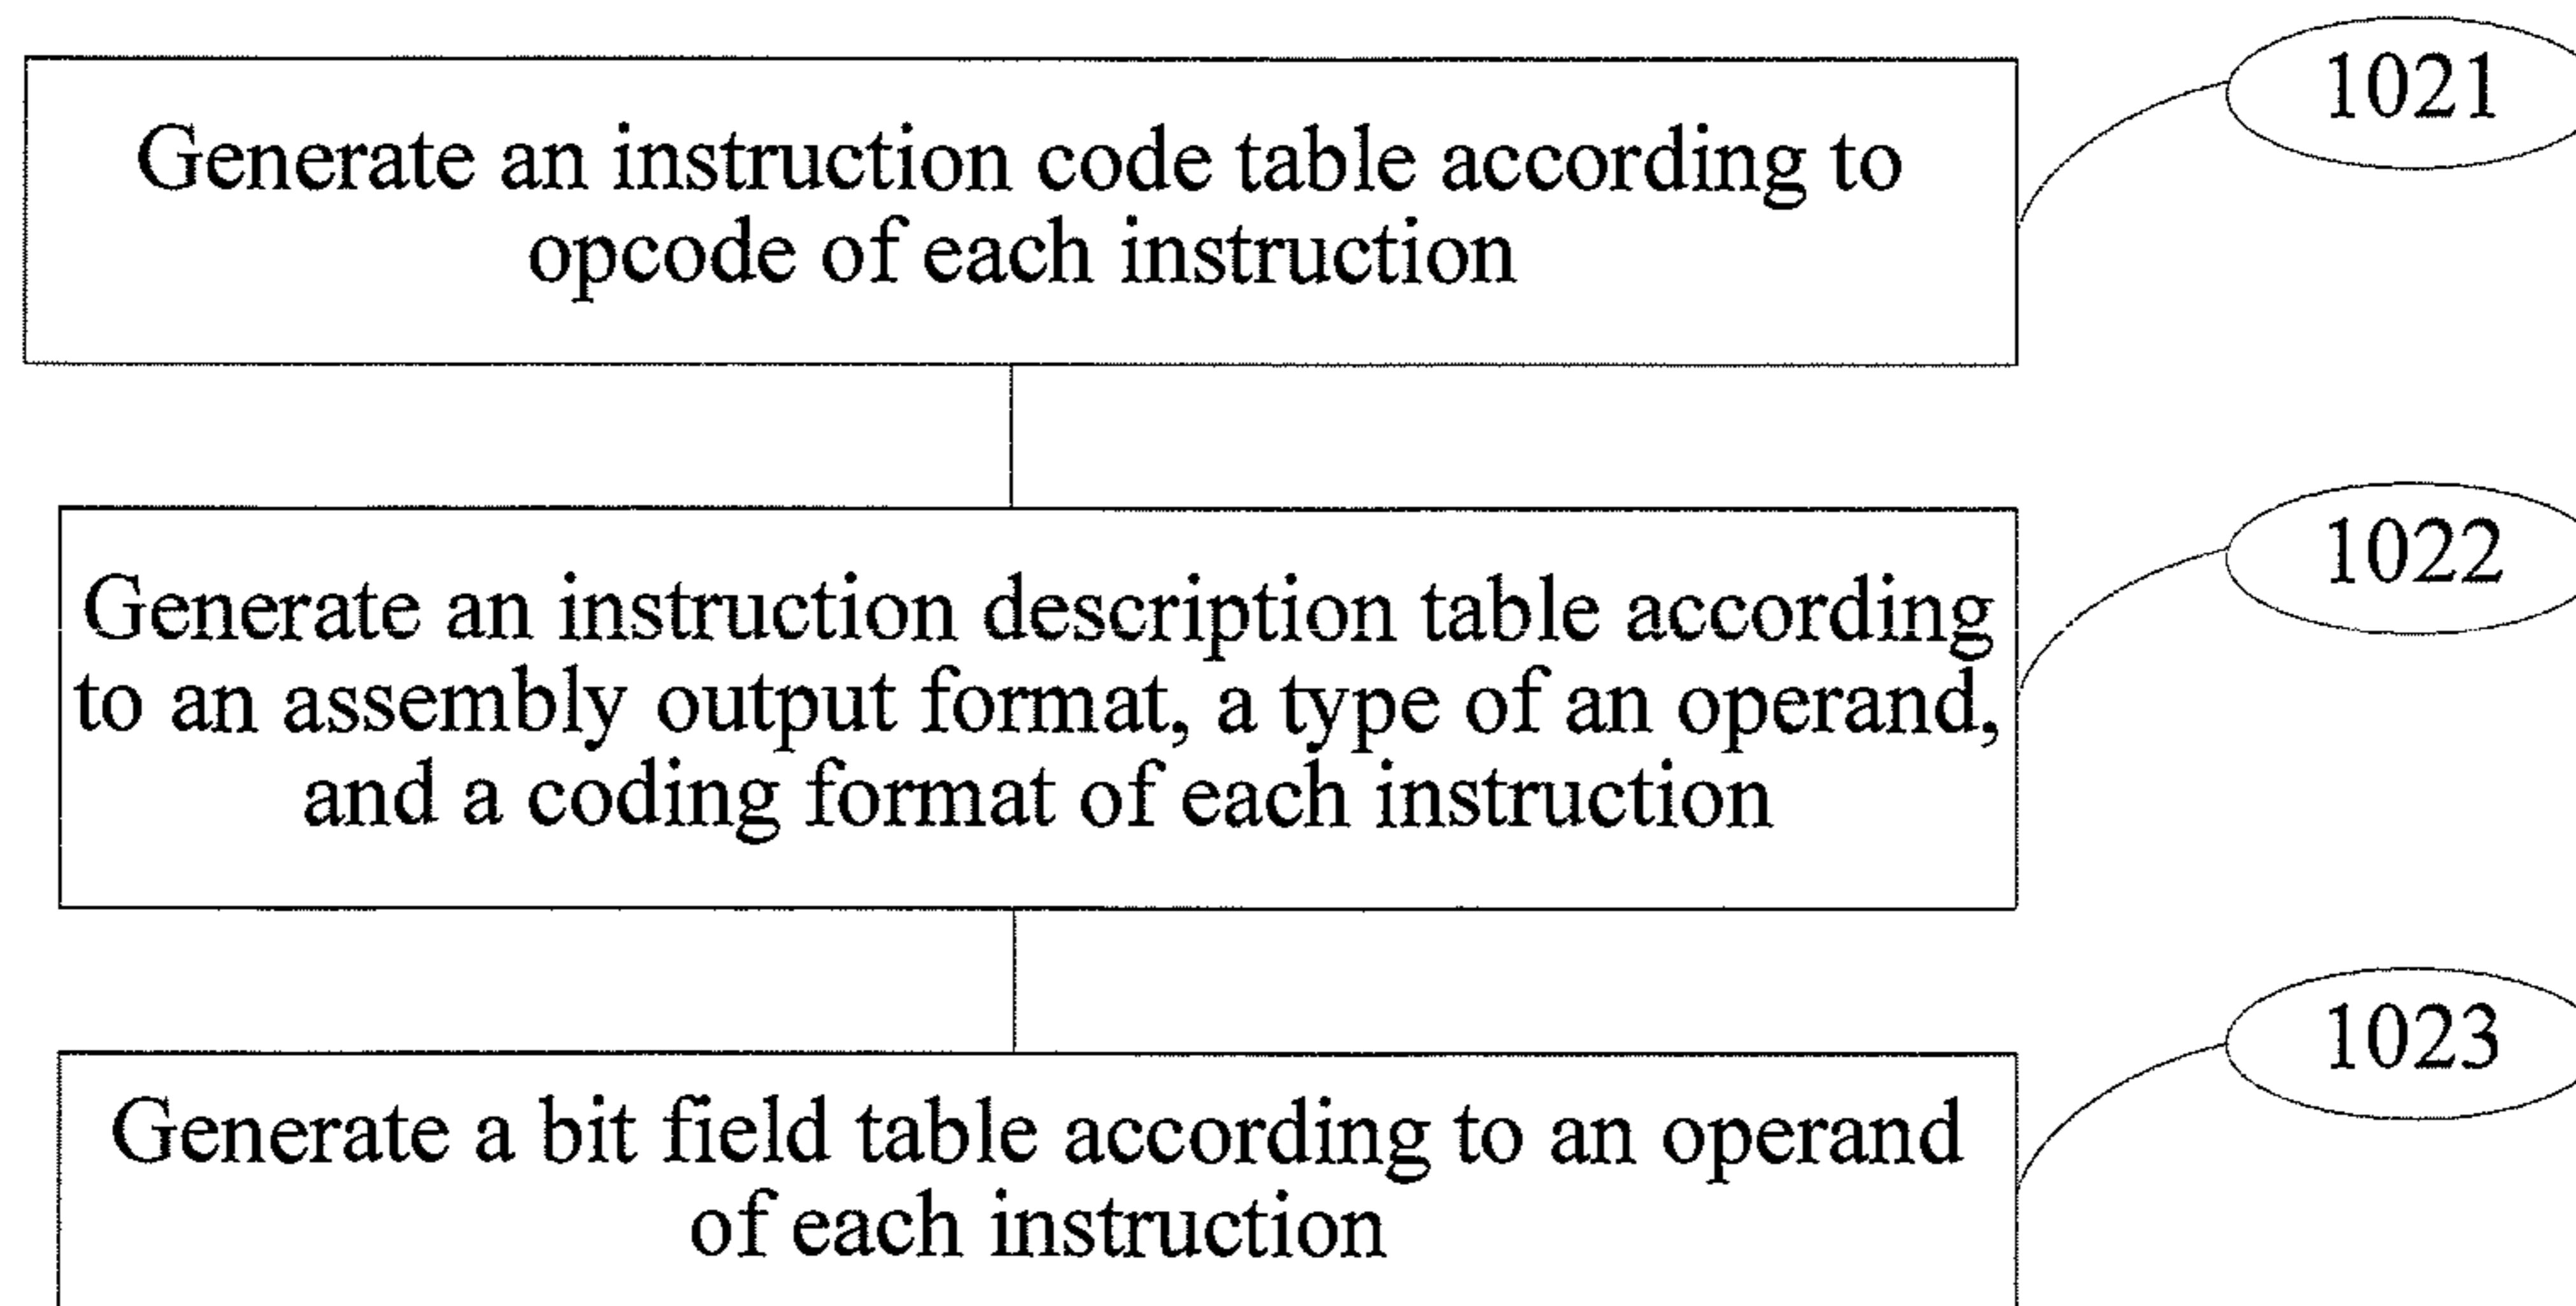 1021
Generate an instruction code table according to
opcode of each instruction
1022
Generate an instruction description table according
to an assembly output format, a type of an operand,
and a coding format of each instruction
1023
Generate a bit field table according to an operand
of each instruction